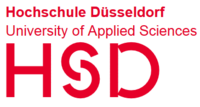 Hochschule Düsseldorf
University of Applied Sciences
HSD